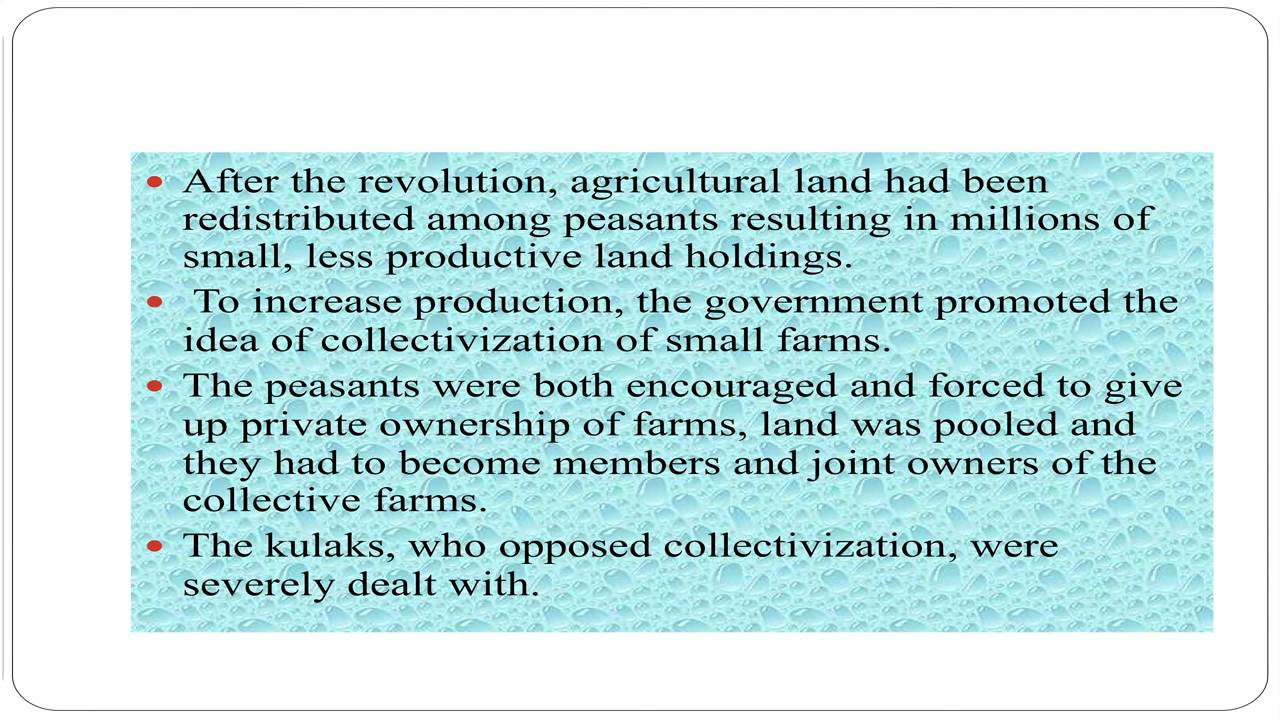 • After the revolution, agricultural land had been
redistributed among peasants resulting in millions of
small, less productive land holdings.
• To increase production, the government promoted the
idea of collectivization of small farms.
• The peasants were both encouraged and forced to give
up private ownership of farms, land was pooled and
they had to become members and joint owners of the
collective farms.
• The kulaks, who opposed collectivization, were
severely dealt with.